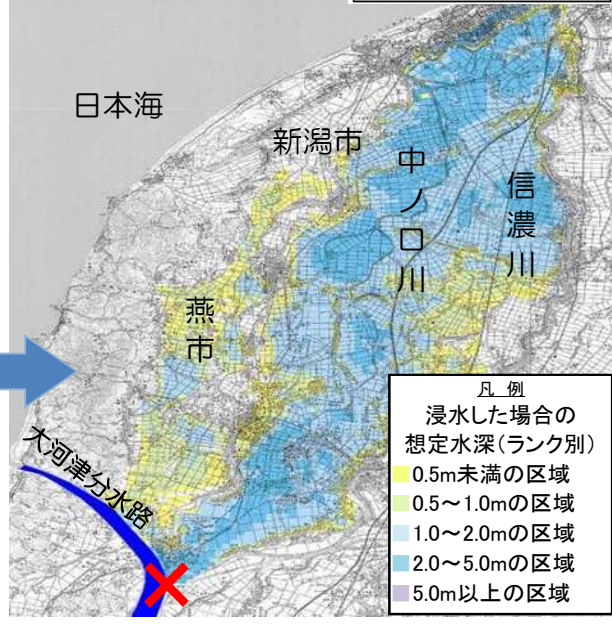 日本海
新潟市
中ノ口川
信濃川
燕市
大河津分水路
凡 例
浸水した場合の
想定水深(ランク別)
0.5m未満の区域
0.5～1.0mの区域
1.0～2.0mの区域
2.0～5.0mの区域
5.0m以上の区域